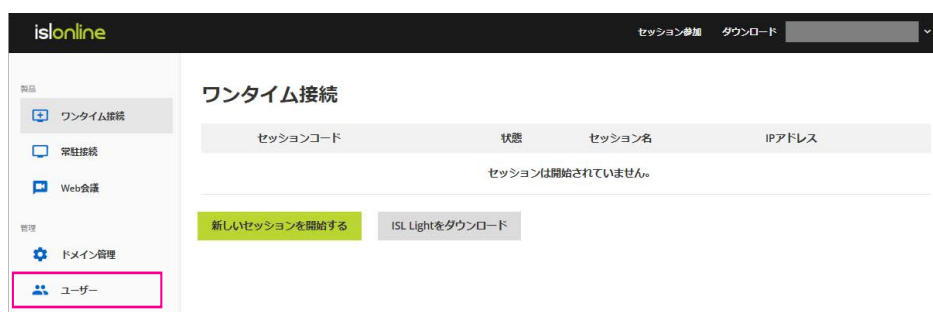 islonline
セッション参加 ダウンロード
製品
ワンタイム接続
常駐接続
Web会議
管理
ドメイン管理
ユーザー
ワンタイム接続
セッションコード 状態 セッション名 IPアドレス
セッションは開始されていません。
新しいセッションを開始する ISL Lightをダウンロード